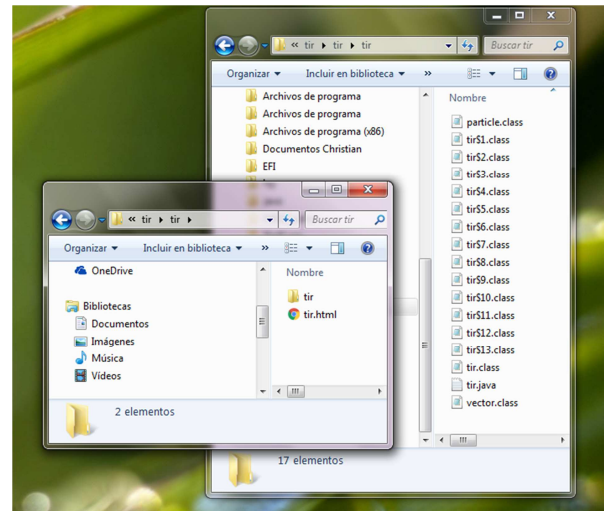 « tir ▸ tir ▸ tir
Buscar tir
Organizar ▾ Incluir en biblioteca ▾ »
Archivos de programa
Archivos de programa
Archivos de programa (x86)
Documentos Christian
EFI
Nombre
particle.class
tir$1.class
tir$2.class
tir$3.class
tir$4.class
tir$5.class
tir$6.class
tir$7.class
tir$8.class
tir$9.class
tir$10.class
tir$11.class
tir$12.class
tir$13.class
tir.class
tir.java
vector.class
17 elementos
« tir ▸ tir ▸
Buscar tir
Organizar ▾ Incluir en biblioteca ▾ »
OneDrive
Bibliotecas
Documentos
Imágenes
Música
Vídeos
Nombre
tir
tir.html
2 elementos